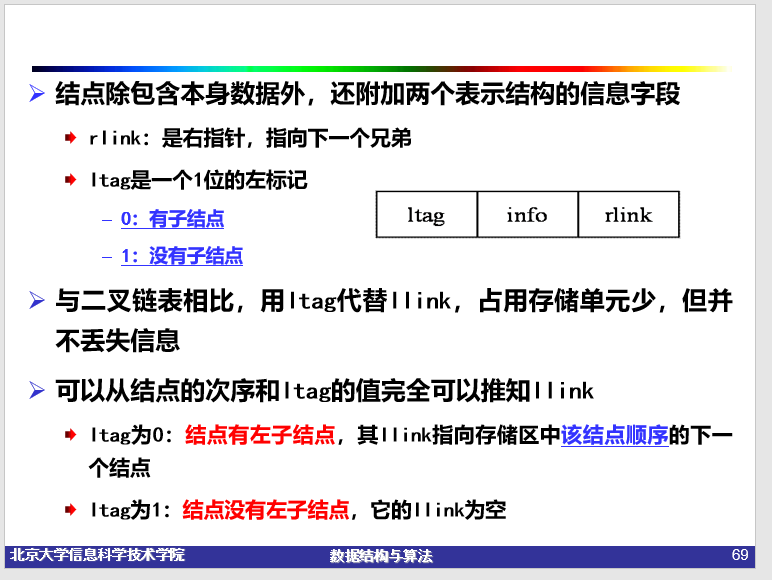 结点除包含本身数据外，还附加两个表示结构的信息字段
rlink：是右指针，指向下一个兄弟
ltag是一个1位的左标记
– 0：有子结点
– 1：没有子结点
ltag info rlink
与二叉链表相比，用ltag代替llink，占用存储单元少，但并
不丢失信息
可以从结点的次序和ltag的值完全可以推知llink
ltag为0：结点有左子结点，其llink指向存储区中该结点顺序的下一
个结点
ltag为1：结点没有左子结点，它的llink为空
北京大学信息科学技术学院 数据结构与算法 69